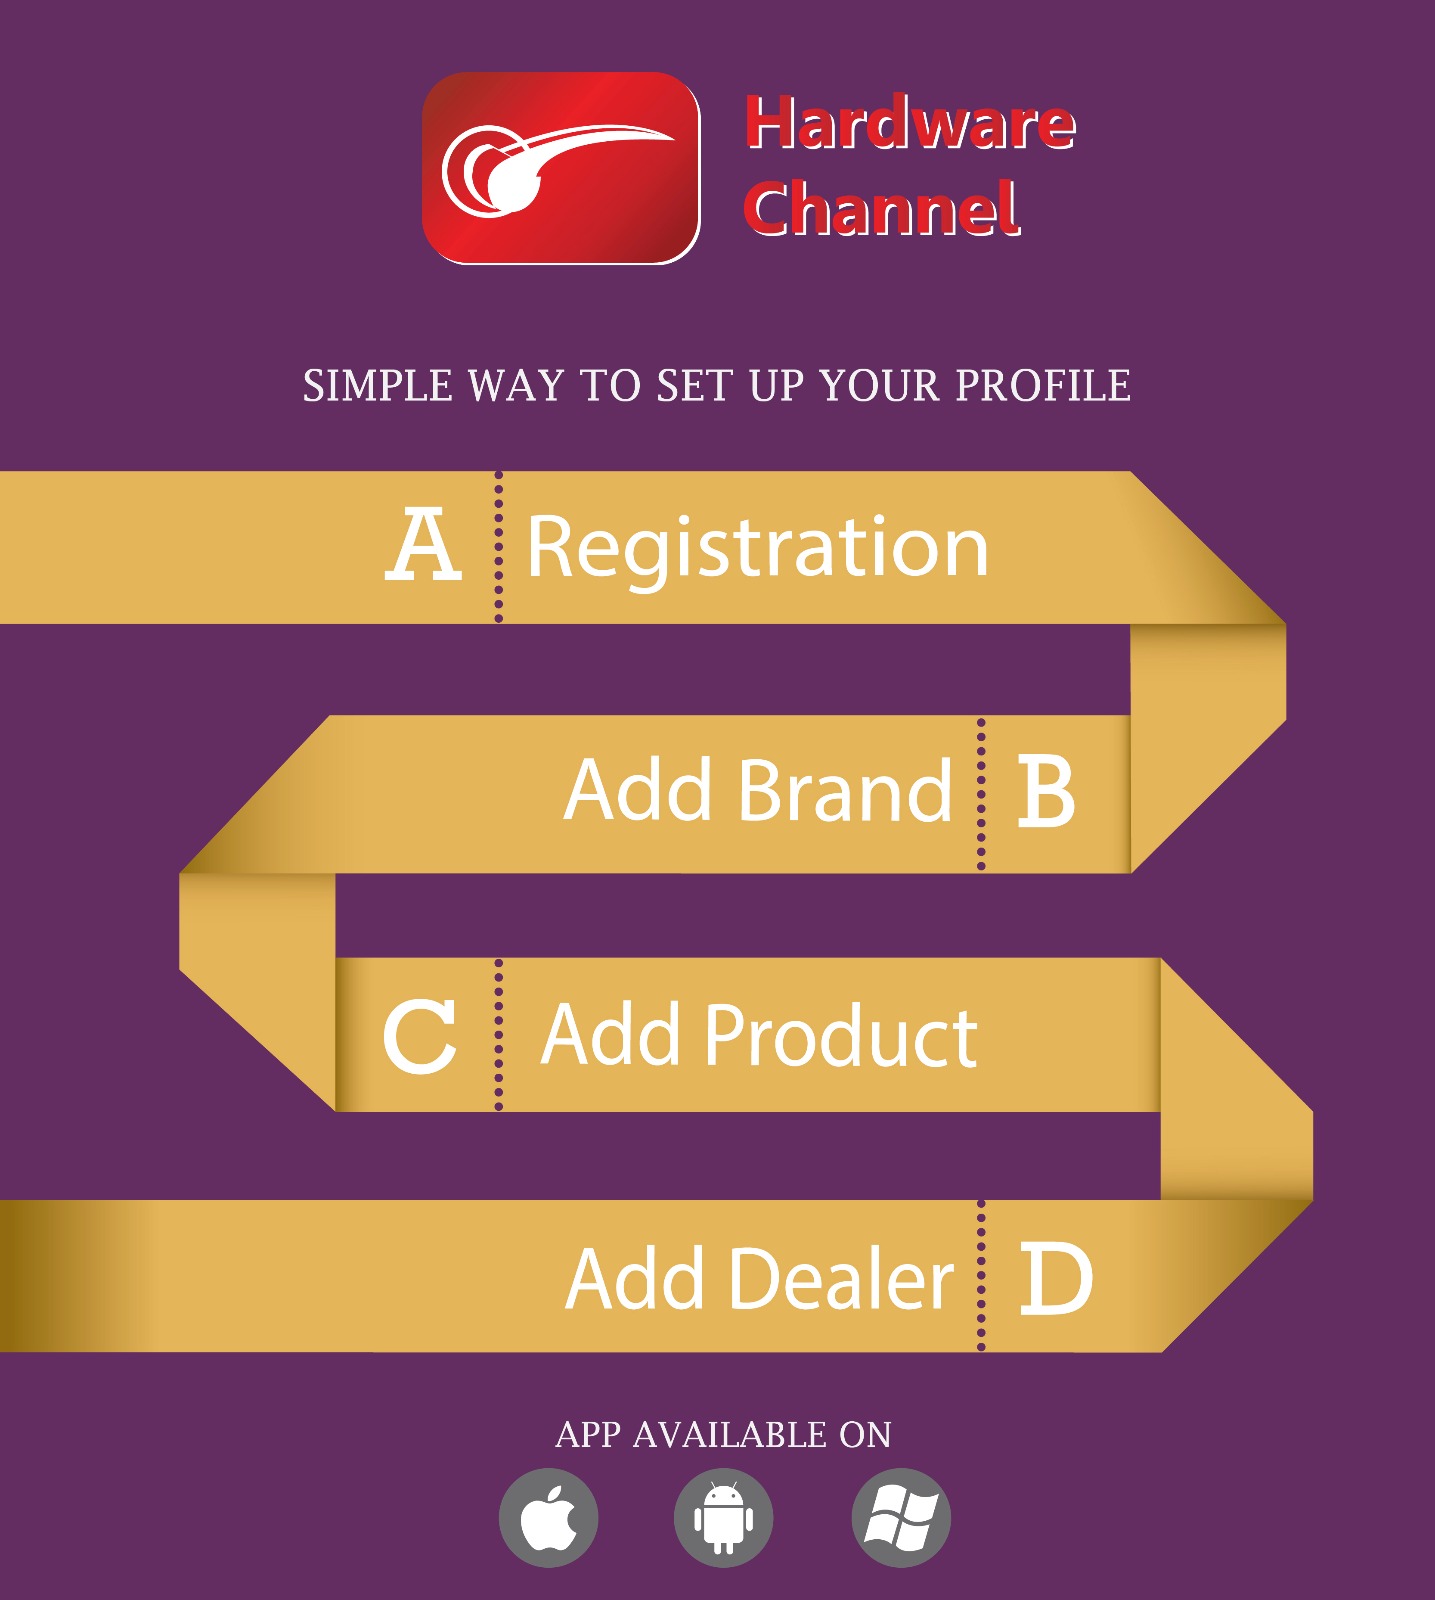 Hardware
Channel
SIMPLE WAY TO SET UP YOUR PROFILE
A Registration
Add Brand B
C Add Product
Add Dealer D
APP AVAILABLE ON